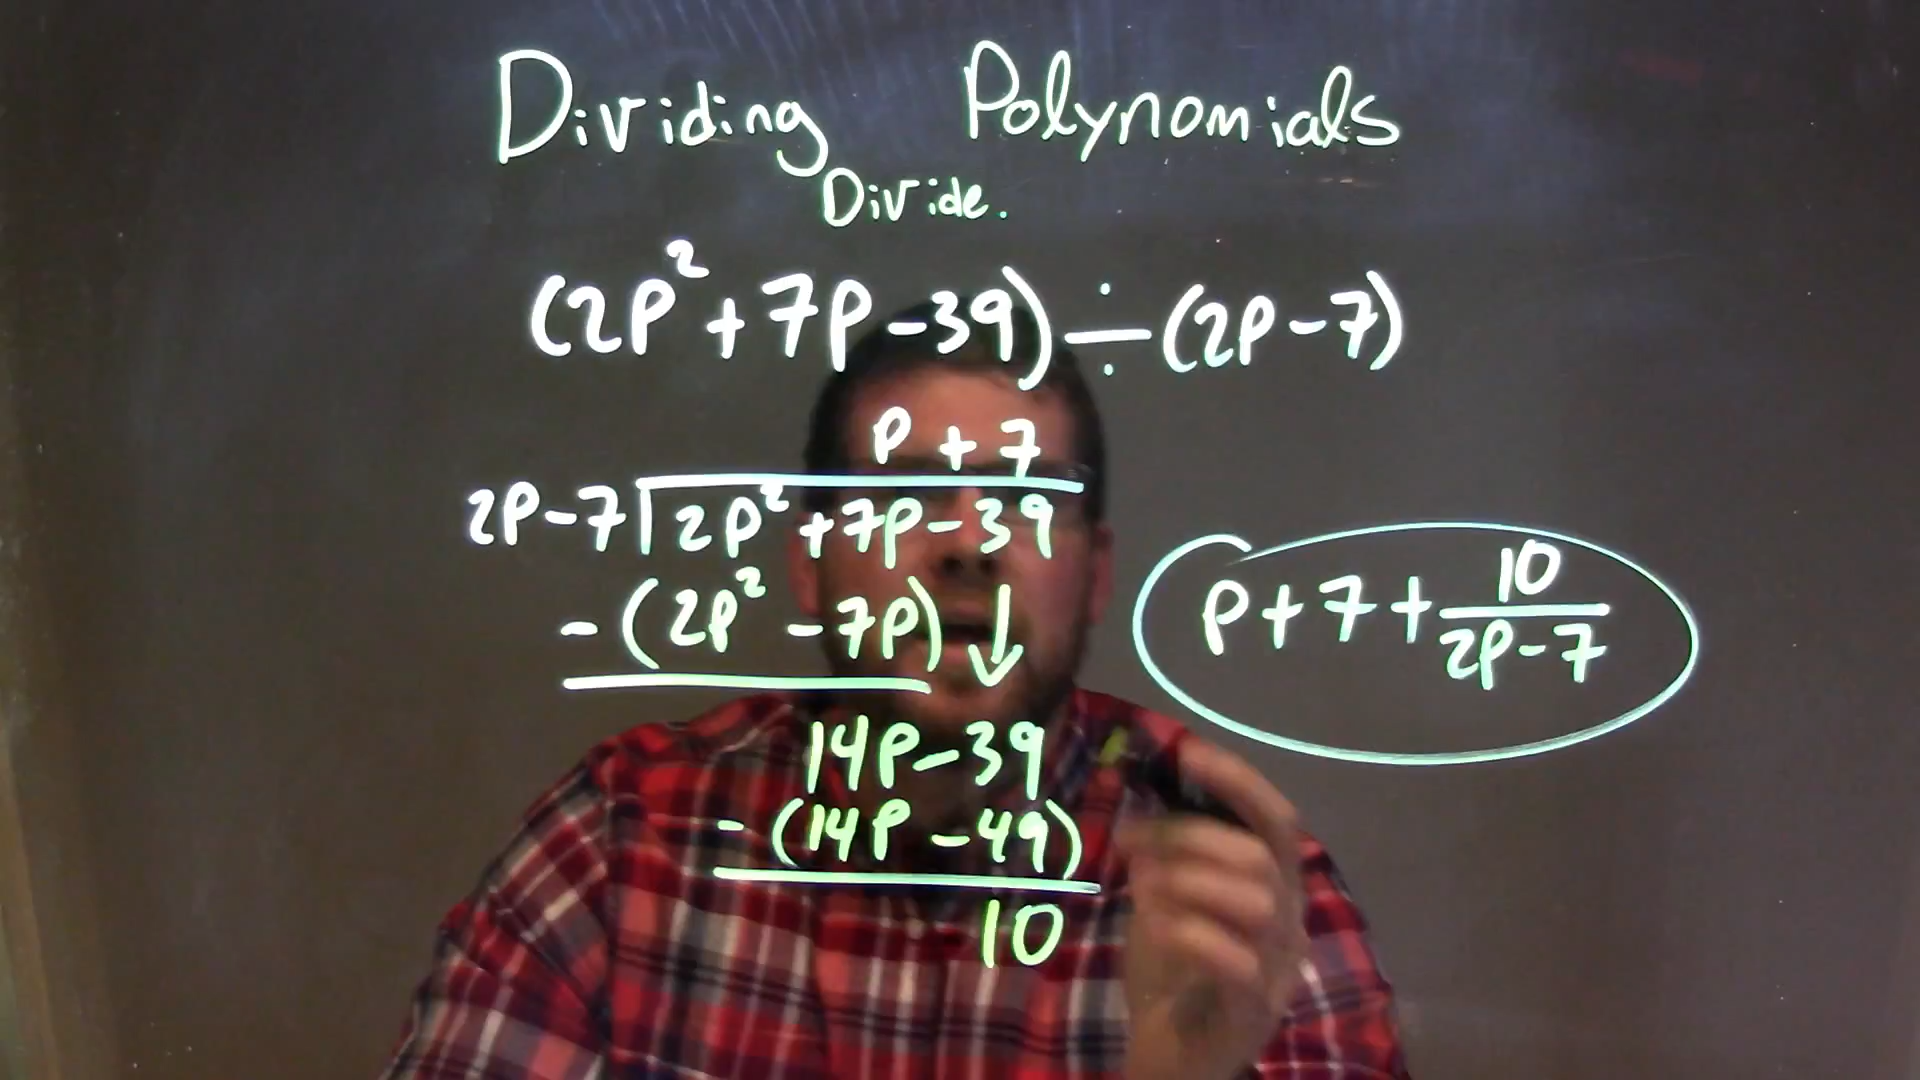 Dividing Polynomials
Divide.
(2P²+7P-39)÷(2P-7)
P+7
2P-7 2P²+7P-39
-(2P²-7P) ↓
14P-39
-(14P-49)
10
P+7+10/2P-7